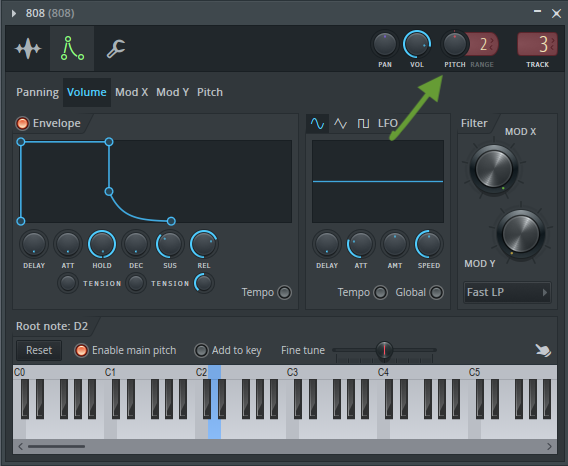 808 (808)
2
3
PAN VOL PITCH RANGE TRACK
Panning Volume Mod X Mod Y Pitch
Envelope
LFO
Filter
MOD X
MOD Y
DELAY ATT HOLD DEC SUS REL
TENSION TENSION
Tempo
DELAY ATT AMT SPEED
Tempo Global
Fast LP
Root note: D2
Reset Enable main pitch Add to key Fine tune
C0 C1 C2 C3 C4 C5